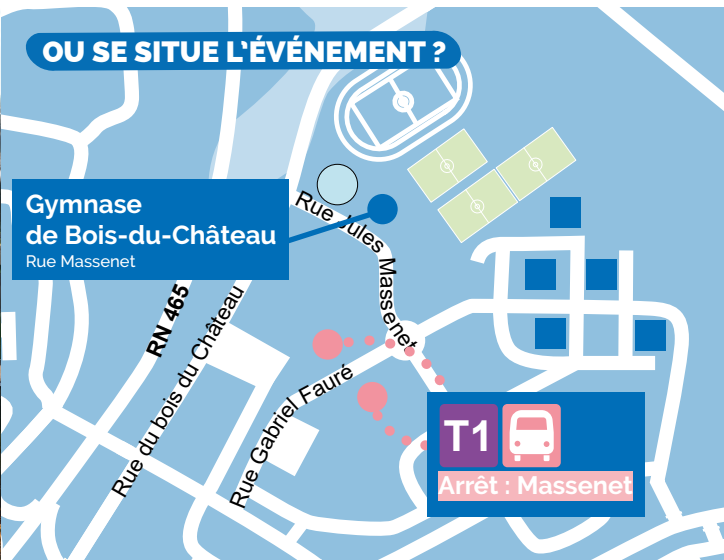 OU SE SITUE L'ÉVÉNEMENT ?
Gymnase
de Bois-du-Château
Rue Massenet
Rue Jules Massenet
RN 465
Rue du bois du Château
Rue Gabriel Fauré
T1
Arrêt : Massenet